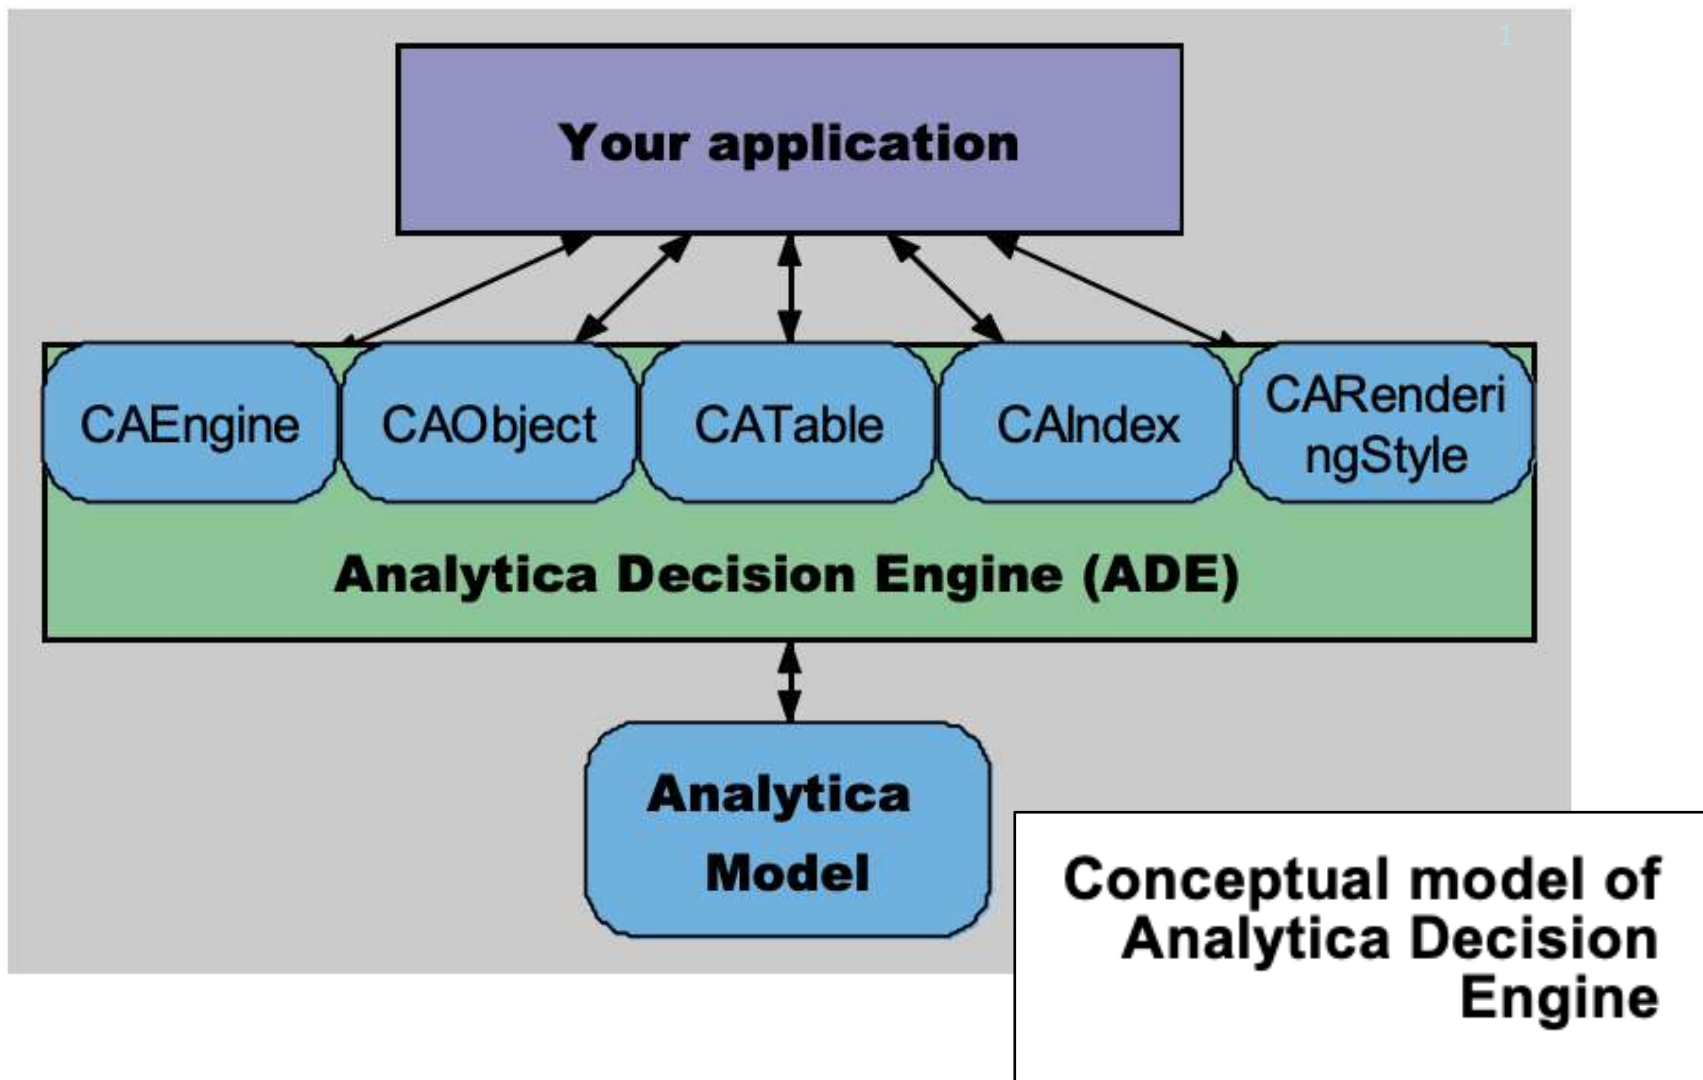 1
Your application
CAEngine
CAObject
CATable
CAIndex
CARenderi
ngStyle
Analytica Decision Engine (ADE)
Analytica
Model
Conceptual model of
Analytica Decision
Engine